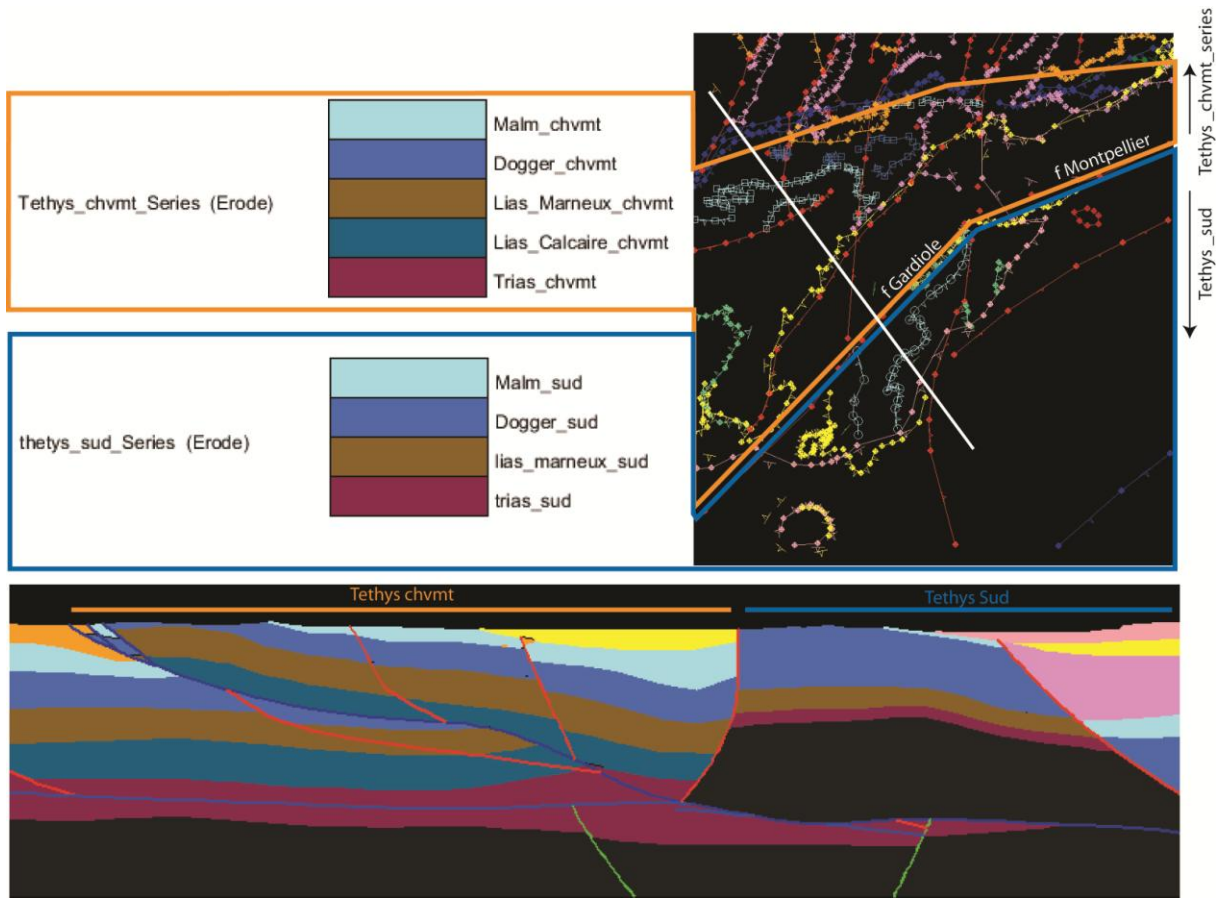 Tethys_chvmt_Series (Erode)
Malm_chvmt
Dogger_chvmt
Lias_Marneux_chvmt
Lias_Calcaire_chvmt
Trias_chvmt
thetys_sud_Series (Erode)
Malm_sud
Dogger_sud
lias_marneux_sud
trias_sud
f Montpellier
f Gardiole
Tethys _chvmt_series
Tethys _sud
Tethys chvmt
Tethys Sud